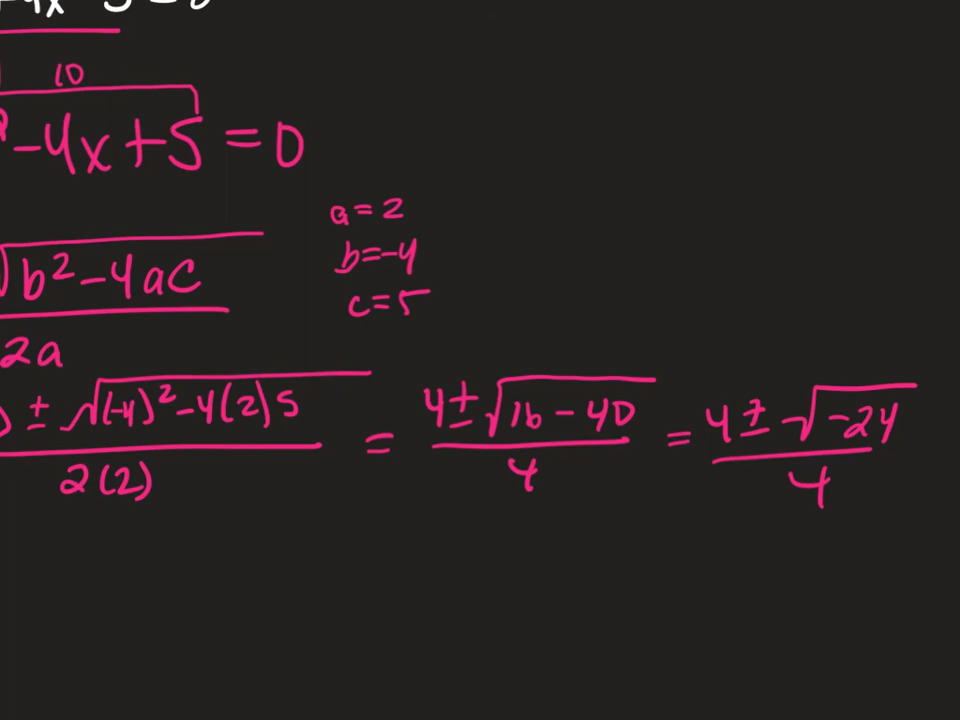 10
-4x + 5 = 0
a = 2
b = -4
c = 5
√b² - 4ac
2a
± √(-4)² - 4(2)5 = 4 ± √16 - 40 = 4 ± √-24
2(2) 4 4